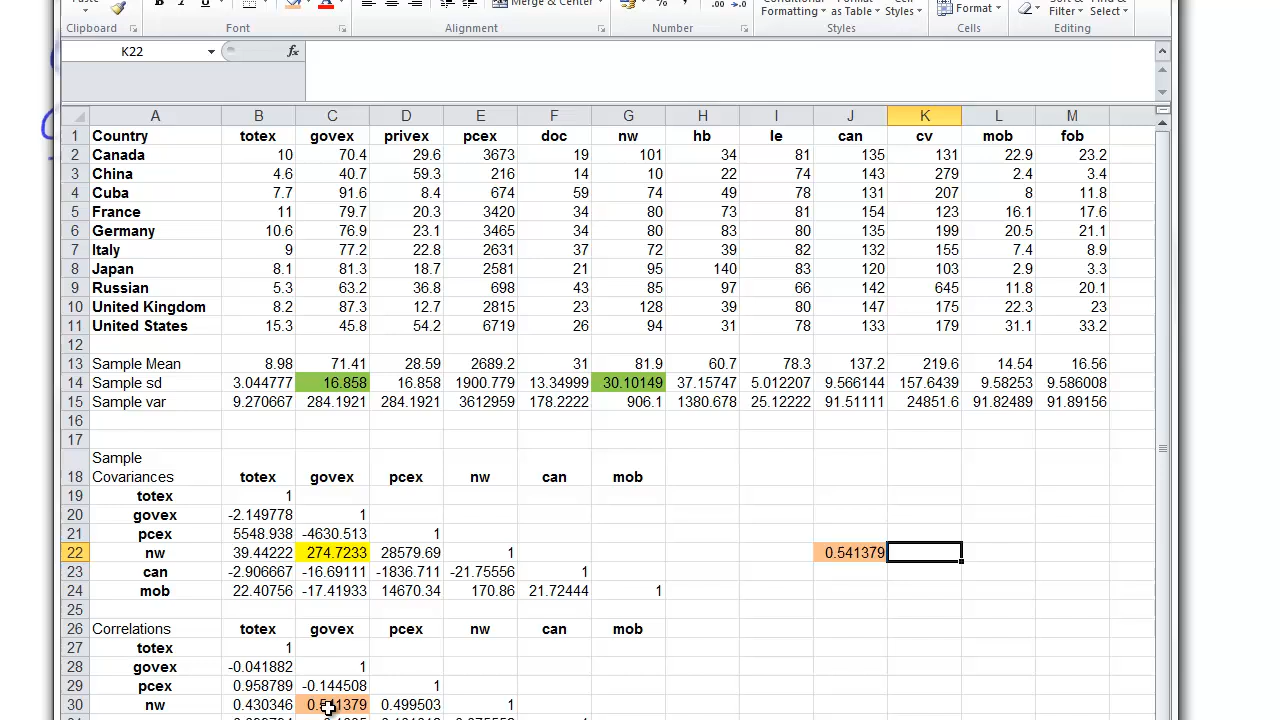 Merge & Center
Conditional Formatting as Table Styles
Format
Filter Select
Clipboard Font Alignment Number Styles Cells Editing
K22 fx
A B C D E F G H I J K L M
1 Country totex govex privex pcex doc nw hb le can cv mob fob
2 Canada 10 70.4 29.6 3673 19 101 34 81 135 131 22.9 23.2
3 China 4.6 40.7 59.3 216 14 10 22 74 143 279 2.4 3.4
4 Cuba 7.7 91.6 8.4 674 59 74 49 78 131 207 8 11.8
5 France 11 79.7 20.3 3420 34 80 73 81 154 123 16.1 17.6
6 Germany 10.6 76.9 23.1 3465 34 80 83 80 135 199 20.5 21.1
7 Italy 9 77.2 22.8 2631 37 72 39 82 132 155 7.4 8.9
8 Japan 8.1 81.3 18.7 2581 21 95 140 83 120 103 2.9 3.3
9 Russian 5.3 63.2 36.8 698 43 85 97 66 142 645 11.8 20.1
10 United Kingdom 8.2 87.3 12.7 2815 23 128 39 80 147 175 22.3 23
11 United States 15.3 45.8 54.2 6719 26 94 31 78 133 179 31.1 33.2
12
13 Sample Mean 8.98 71.41 28.59 2689.2 31 81.9 60.7 78.3 137.2 219.6 14.54 16.56
14 Sample sd 3.044777 16.858 16.858 1900.779 13.34999 30.10149 37.15747 5.012207 9.566144 157.6439 9.58253 9.586008
15 Sample var 9.270667 284.1921 284.1921 3612959 178.2222 906.1 1380.678 25.12222 91.51111 24851.6 91.82489 91.89156
16
17
Sample
18 Covariances totex govex pcex nw can mob
19 totex 1
20 govex -2.149778 1
21 pcex 5548.938 -4630.513 1
22 nw 39.44222 274.7233 28579.69 1 0.541379
23 can -2.906667 -16.69111 -1836.711 -21.75556 1
24 mob 22.40756 -17.41933 14670.34 170.86 21.72444 1
25
26 Correlations totex govex pcex nw can mob
27 totex 1
28 govex -0.041882 1
29 pcex 0.958789 -0.144508 1
30 nw 0.430346 0.541379 0.499503 1